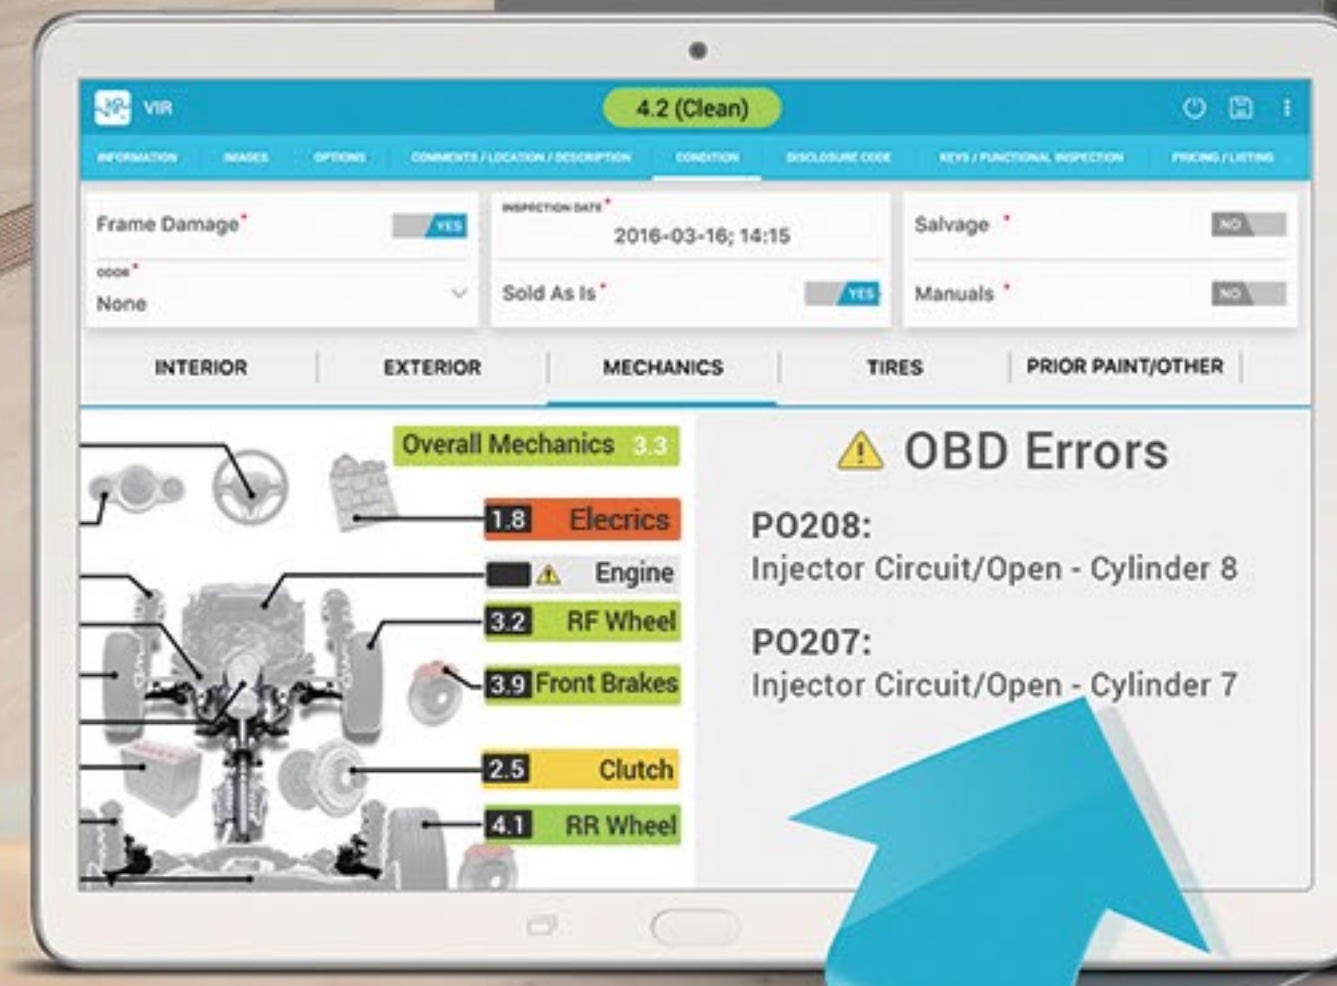 VIR
4.2 (Clean)
INFORMATION IMAGES OPTIONS COMMENTS / LOCATION / DESCRIPTION CONDITION DISCLOSURE CODE KEYS / FUNCTIONAL INSPECTION PRICING / LISTING
Frame Damage* YES
ODOR*
None
INSPECTION DATE*
2016-03-16; 14:15
Sold As Is* YES
Salvage * NO
Manuals * NO
INTERIOR EXTERIOR MECHANICS TIRES PRIOR PAINT/OTHER
Overall Mechanics 3.3
1.8 Elecrics
Engine
3.2 RF Wheel
3.9 Front Brakes
2.5 Clutch
4.1 RR Wheel
OBD Errors
PO208:
Injector Circuit/Open - Cylinder 8
PO207:
Injector Circuit/Open - Cylinder 7